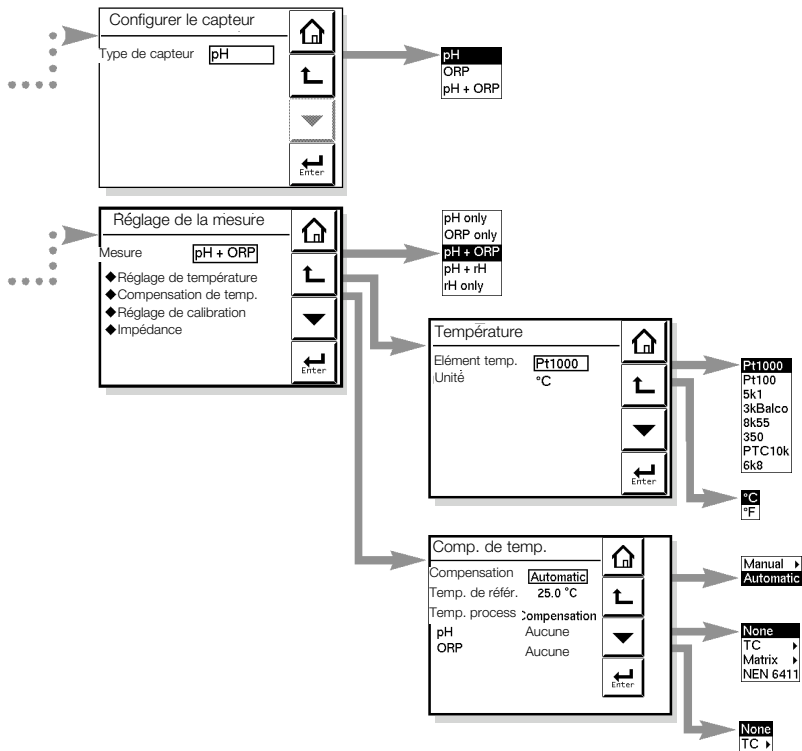 Configurer le capteur
Type de capteur pH
Enter
pH
ORP
pH + ORP
Réglage de la mesure
Mesure pH + ORP
◆Réglage de température
◆Compensation de temp.
◆Réglage de calibration
◆Impédance
Enter
pH only
ORP only
pH + ORP
pH + rH
rH only
Température
Elément temp. Pt1000
Unité °C
Enter
Pt1000
Pt100
5k1
3kBalco
8k55
350
PTC10k
6k8
°C
°F
Comp. de temp.
Compensation Automatic
Temp. de référ. 25.0 °C
Temp. process Compensation
pH Aucune
ORP Aucune
Enter
Manual
Automatic
None
TC
Matrix
NEN 6411
None
TC